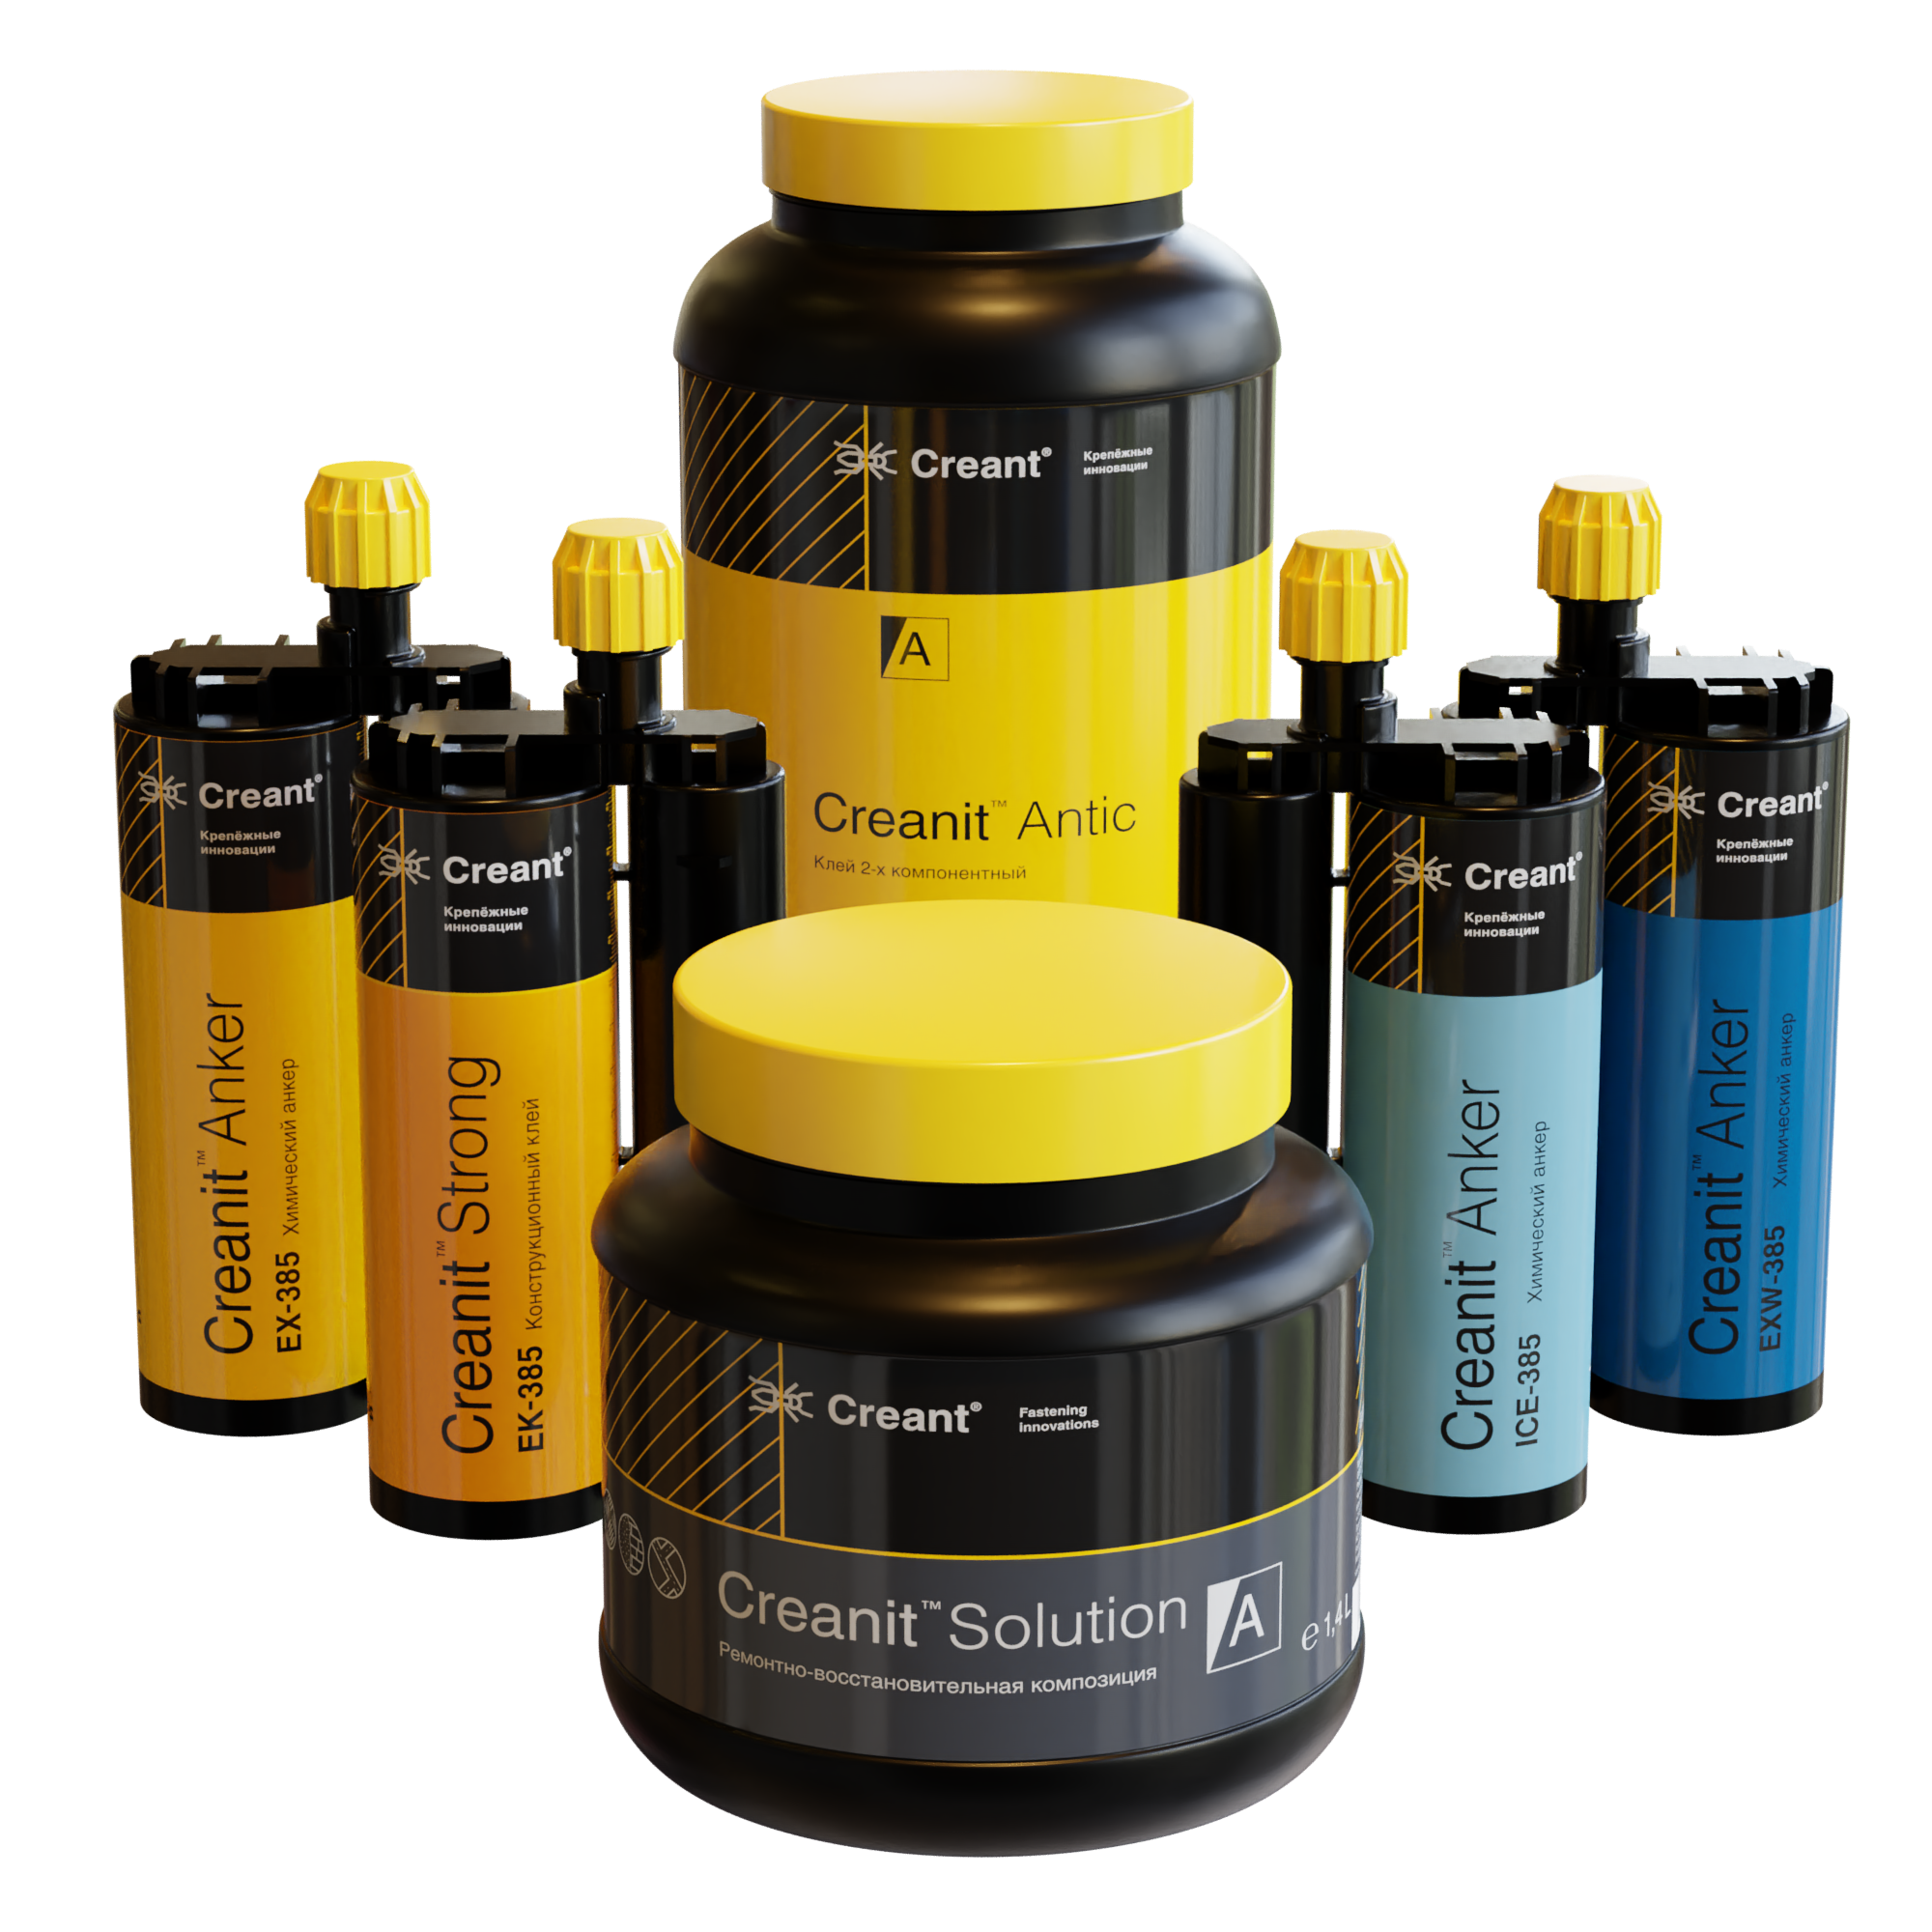 Creant®
Крепёжные
инновации
A
Creanit™ Antic
Клей 2-х компонентный
Creant®
Крепёжные
инновации
Creanit™ Anker
EX-385 Химический анкер
Creant®
Крепёжные
инновации
Creanit™ Strong
EK-385 Конструкционный клей
Creant®
Крепёжные
инновации
Creanit™ Anker
ICE-385 Химический анкер
Creant®
Крепёжные
инновации
Creanit™ Anker
EXW-385 Химический анкер
Creant®
Fastening
innovations
Creanit™ Solution A
℮ 1,4 L
Ремонтно-восстановительная композиция